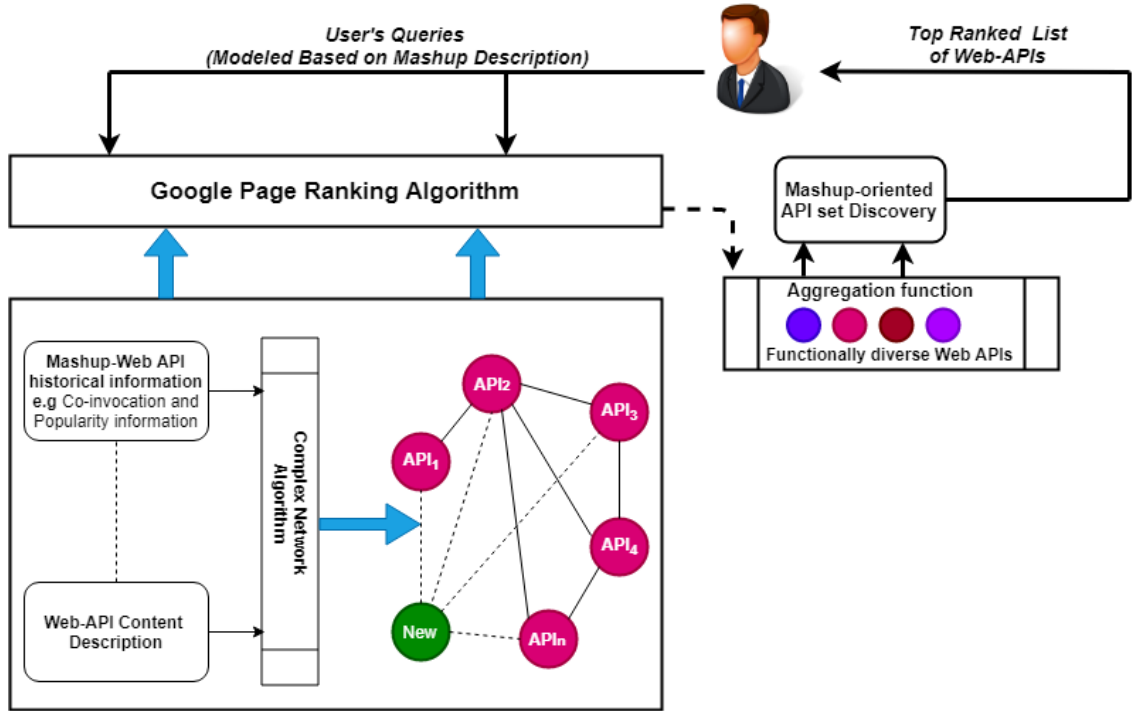 User's Queries
(Modeled Based on Mashup Description)
Top Ranked List
of Web-APIs
Google Page Ranking Algorithm
Mashup-oriented
API set Discovery
Aggregation function
Functionally diverse Web APIs
Mashup-Web API
historical information
e.g Co-invocation and
Popularity information
Complex Network
Algorithm
Web-API Content
Description
API₂
API₃
API₁
API₄
New
APIn